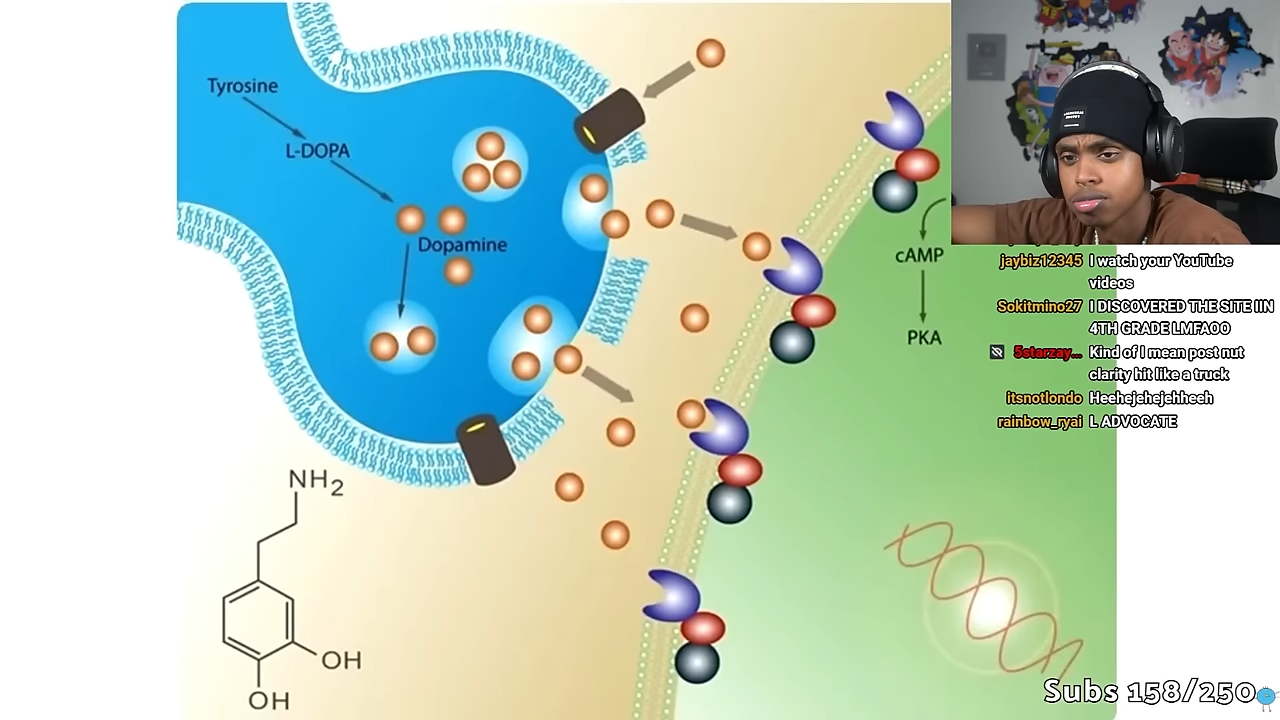 Tyrosine
L-DOPA
Dopamine
cAMP
PKA
NH2
OH
OH
jaybiz12345 I watch your YouTube
videos
Sokitmino27 I DISCOVERED THE SITE IIN
4TH GRADE LMFAOO
5starzay... Kind of I mean post nut
clarity hit like a truck
itsnotlondo Heehejehejehheeh
rainbow_ryai L ADVOCATE
Subs 158/250